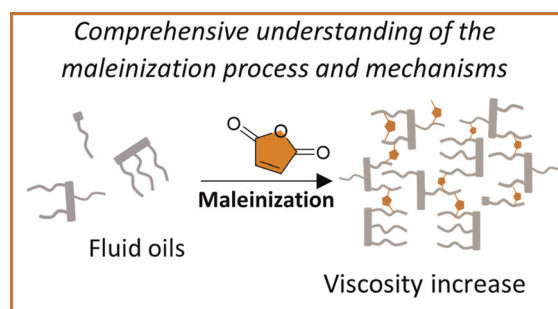 Comprehensive understanding of the
maleinization process and mechanisms
O
O
O
Maleinization
Fluid oils
Viscosity increase